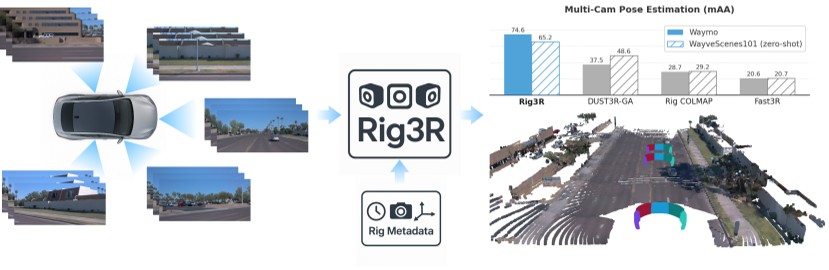 Multi-Cam Pose Estimation (mAA)
74.6
65.2
37.5
48.6
28.7
29.2
20.6
20.7
Waymo
WayveScenes101 (zero-shot)
Rig3R
DUST3R-GA
Rig COLMAP
Fast3R
Rig3R
Rig Metadata